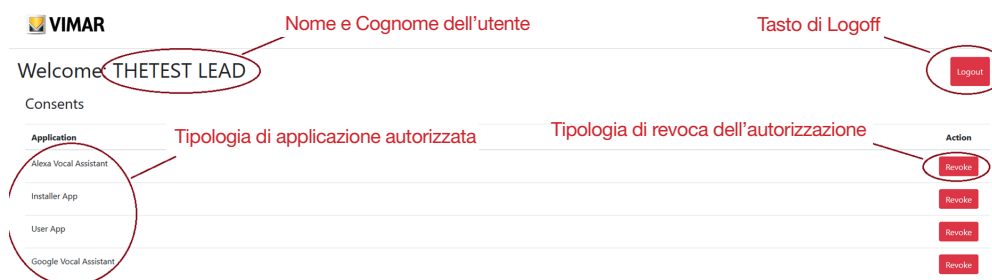 VIMAR
Nome e Cognome dell'utente
Tasto di Logoff
Welcome THETEST LEAD
Logout
Consents
Tipologia di applicazione autorizzata
Tipologia di revoca dell'autorizzazione
Application
Action
Alexa Vocal Assistant
Revoke
Installer App
Revoke
User App
Revoke
Google Vocal Assistant
Revoke